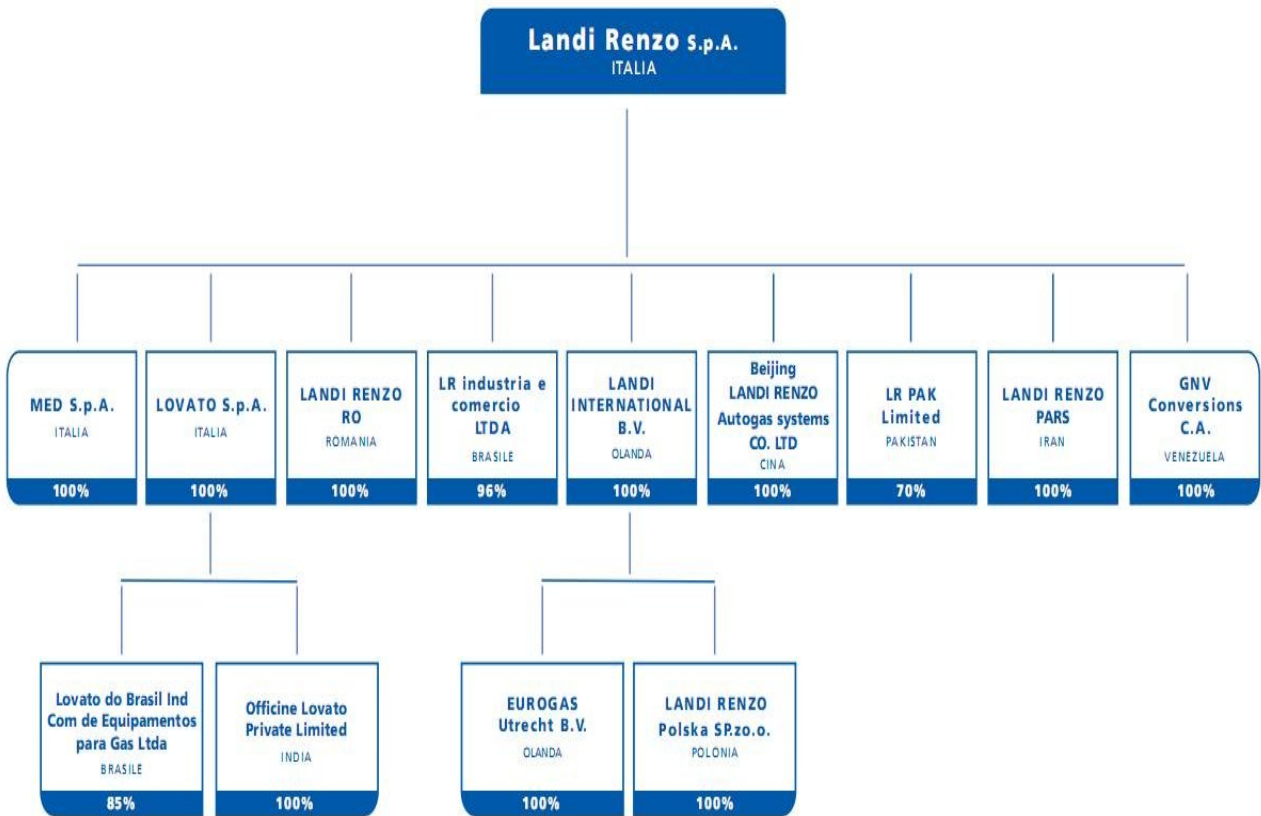 Landi Renzo S.p.A.
ITALIA
MED S.p.A.
ITALIA
100%
LOVATO S.p.A.
ITALIA
100%
LANDI RENZO
RO
ROMANIA
100%
LR industria e
comercio
LTDA
BRASILE
96%
LANDI
INTERNATIONAL
B.V.
OLANDA
100%
Beijing
LANDI RENZO
Autogas systems
CO. LTD
CINA
100%
LR PAK
Limited
PAKISTAN
70%
LANDI RENZO
PARS
IRAN
100%
GNV
Conversions
C.A.
VENEZUELA
100%
Lovato do Brasil Ind
Com de Equipamentos
para Gas Ltda
BRASILE
85%
Officine Lovato
Private Limited
INDIA
100%
EUROGAS
Utrecht B.V.
OLANDA
100%
LANDI RENZO
Polska SP.zo.o.
POLONIA
100%